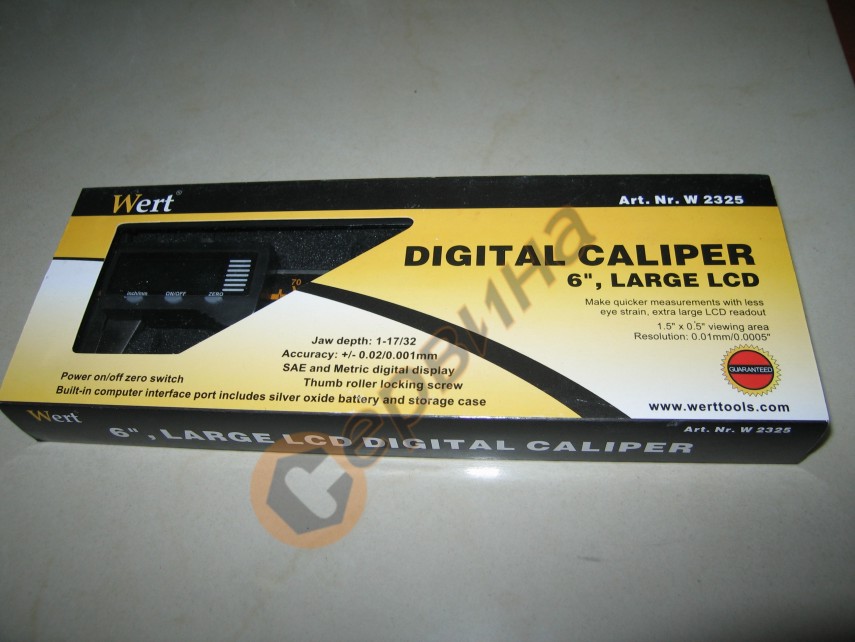 Wert®
Art. Nr. W 2325
DIGITAL CALIPER
6", LARGE LCD
Make quicker measurements with less
eye strain, extra large LCD readout
1.5" x 0.5" viewing area
Resolution: 0.01mm/0.0005"
inch/mm ON/OFF ZERO
70
Jaw depth: 1-17/32
Accuracy: +/- 0.02/0.001mm
SAE and Metric digital display
Thumb roller locking screw
Power on/off zero switch
Built-in computer interface port includes silver oxide battery and storage case
GUARANTEED
www.werttools.com
Wert
6", LARGE LCD DIGITAL CALIPER
Art. Nr. W 2325
Сервина